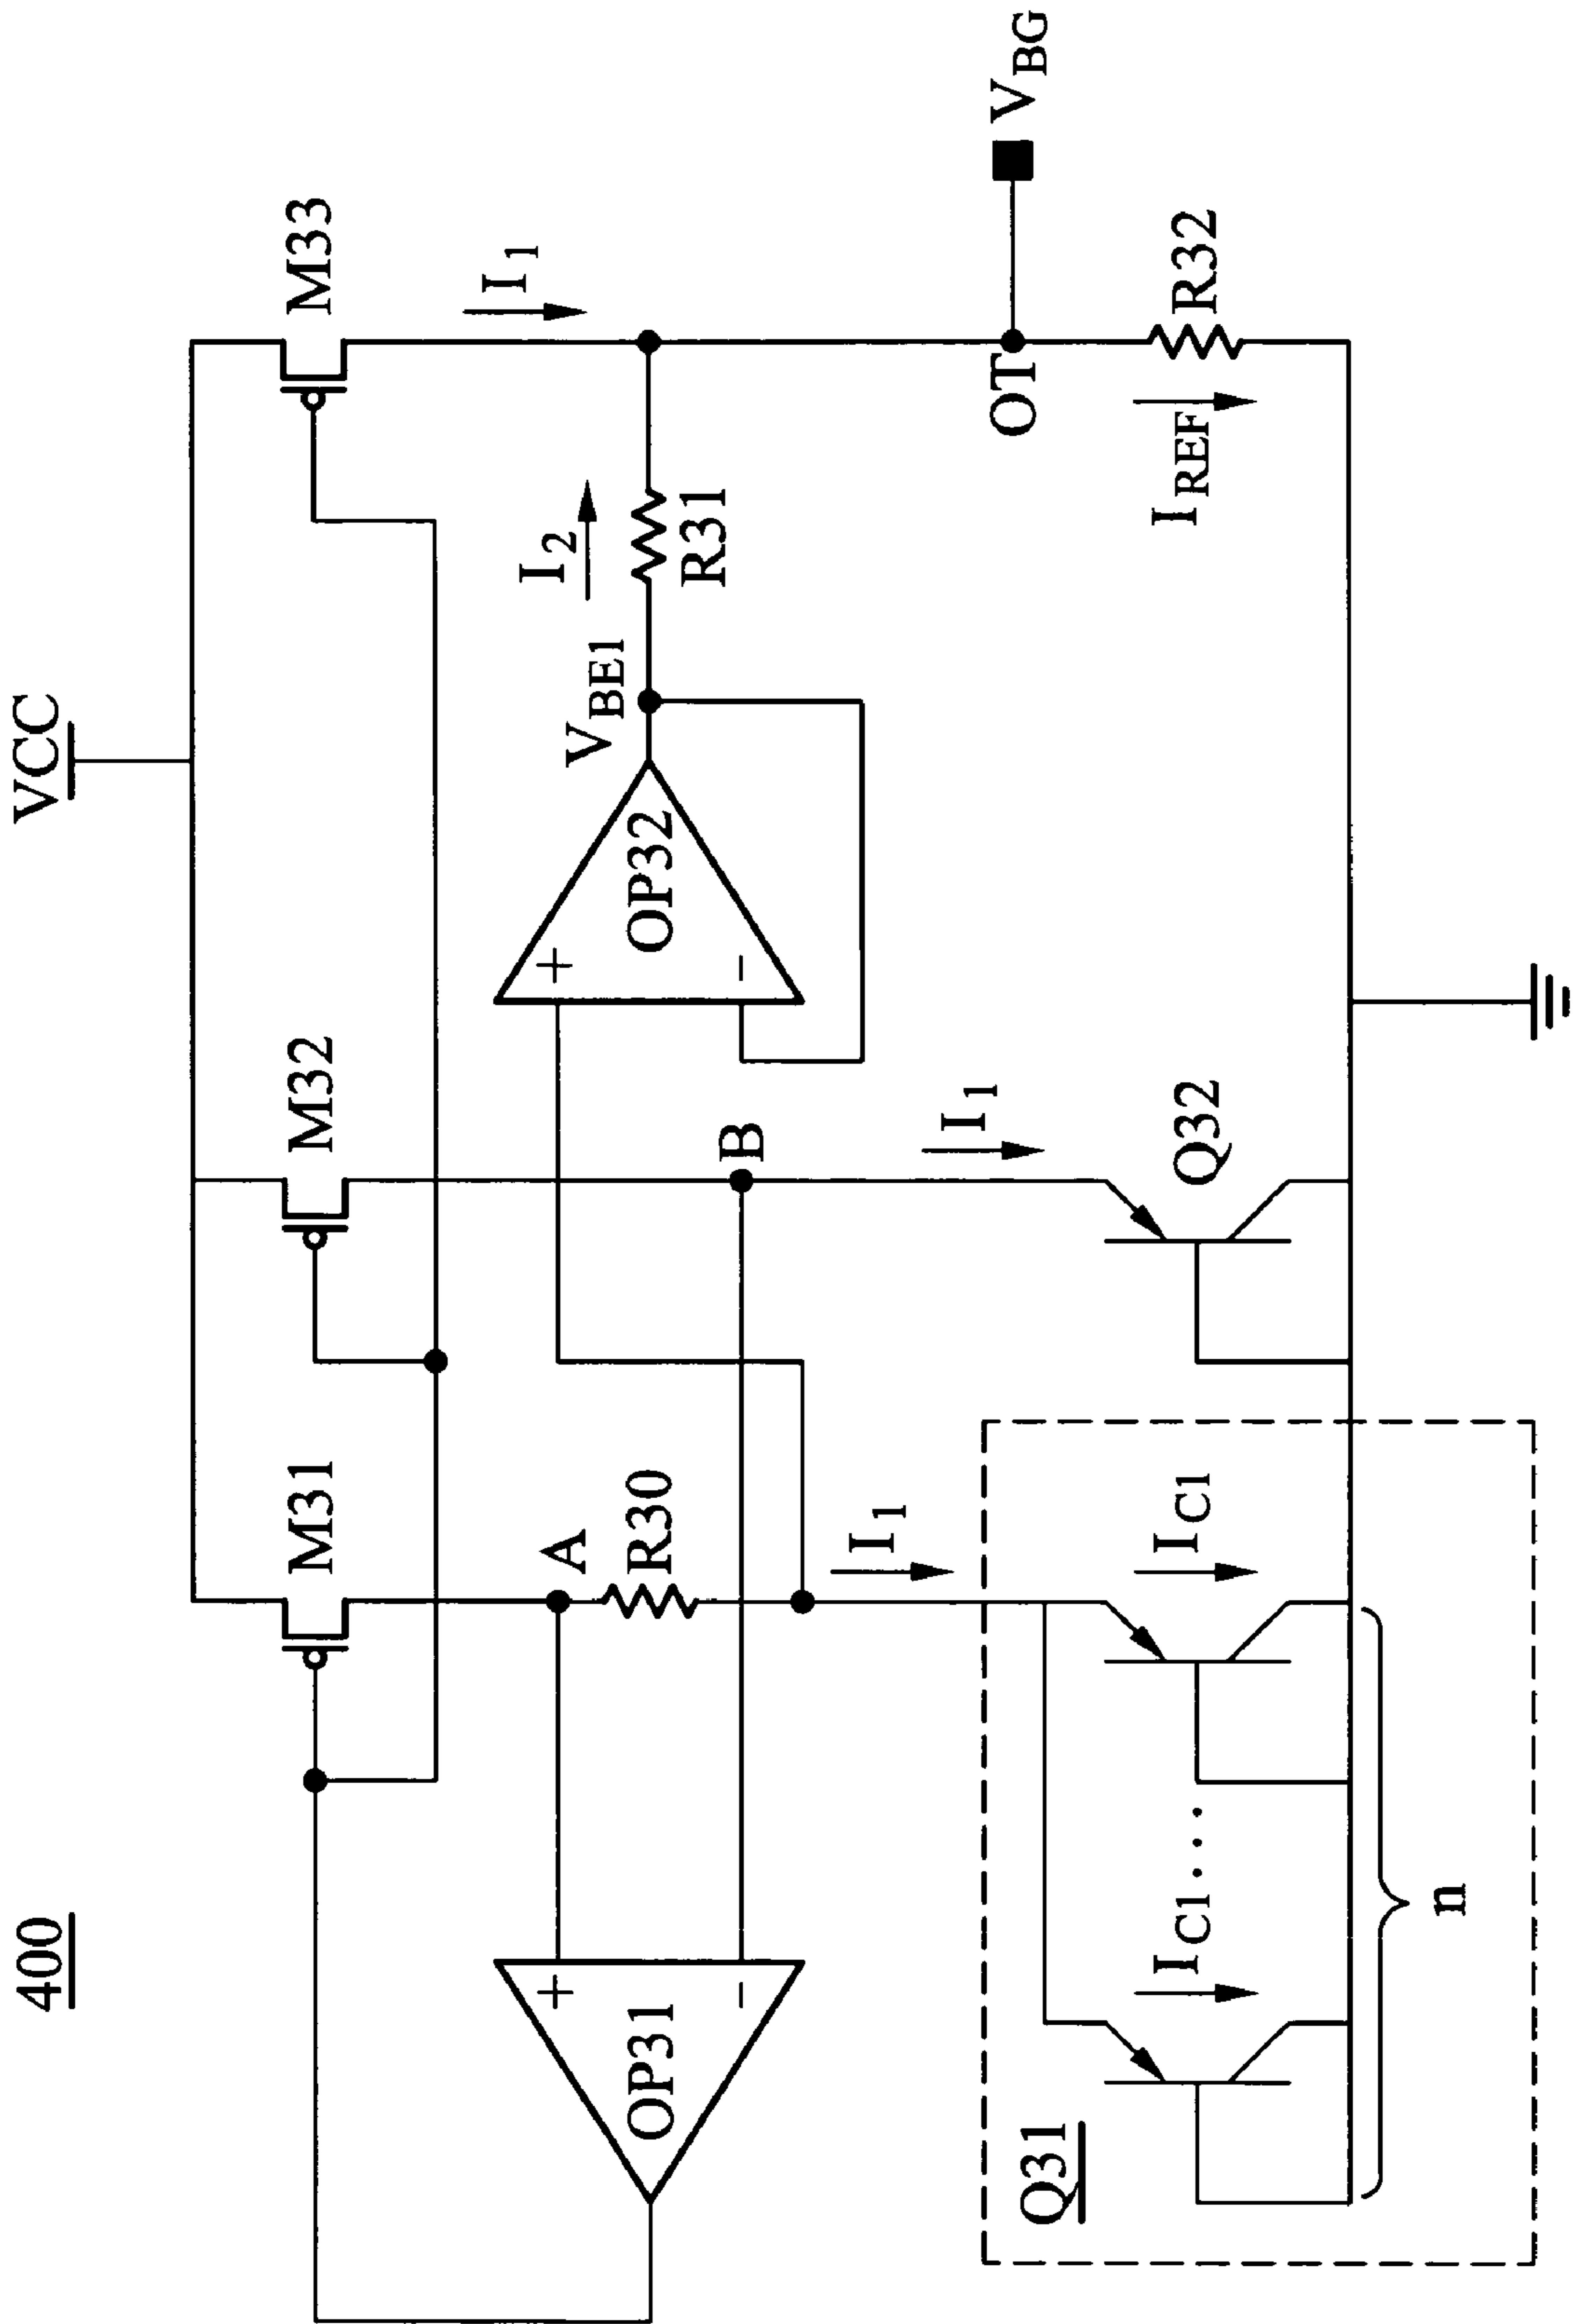 400
VCC
M31
M32
M33
I1
A
R30
OP31
+
-
B
OP32
+
-
VBE1
I2
R31
I1
I1
OT
VBG
Q31
IC1
IC1
. . .
n
Q32
IREF
R32